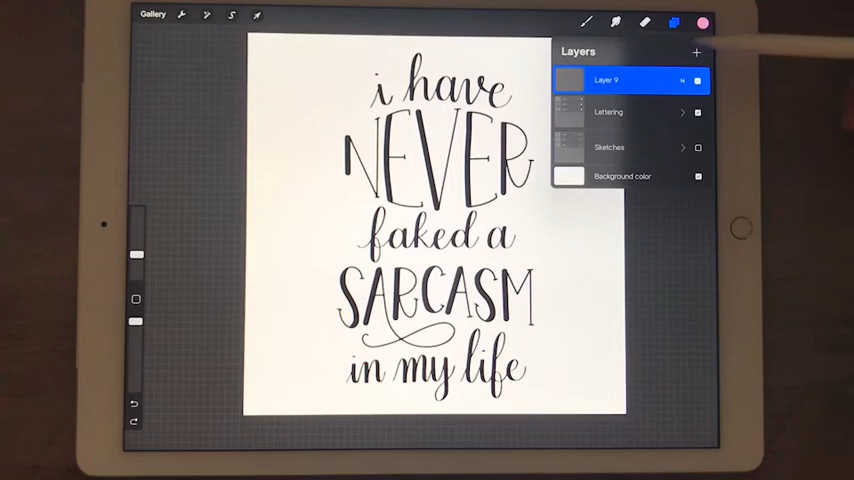 Gallery
Layers
Layer 9 N
Lettering
Sketches
Background color
i have
NEVER
faked a
SARCASM
in my life